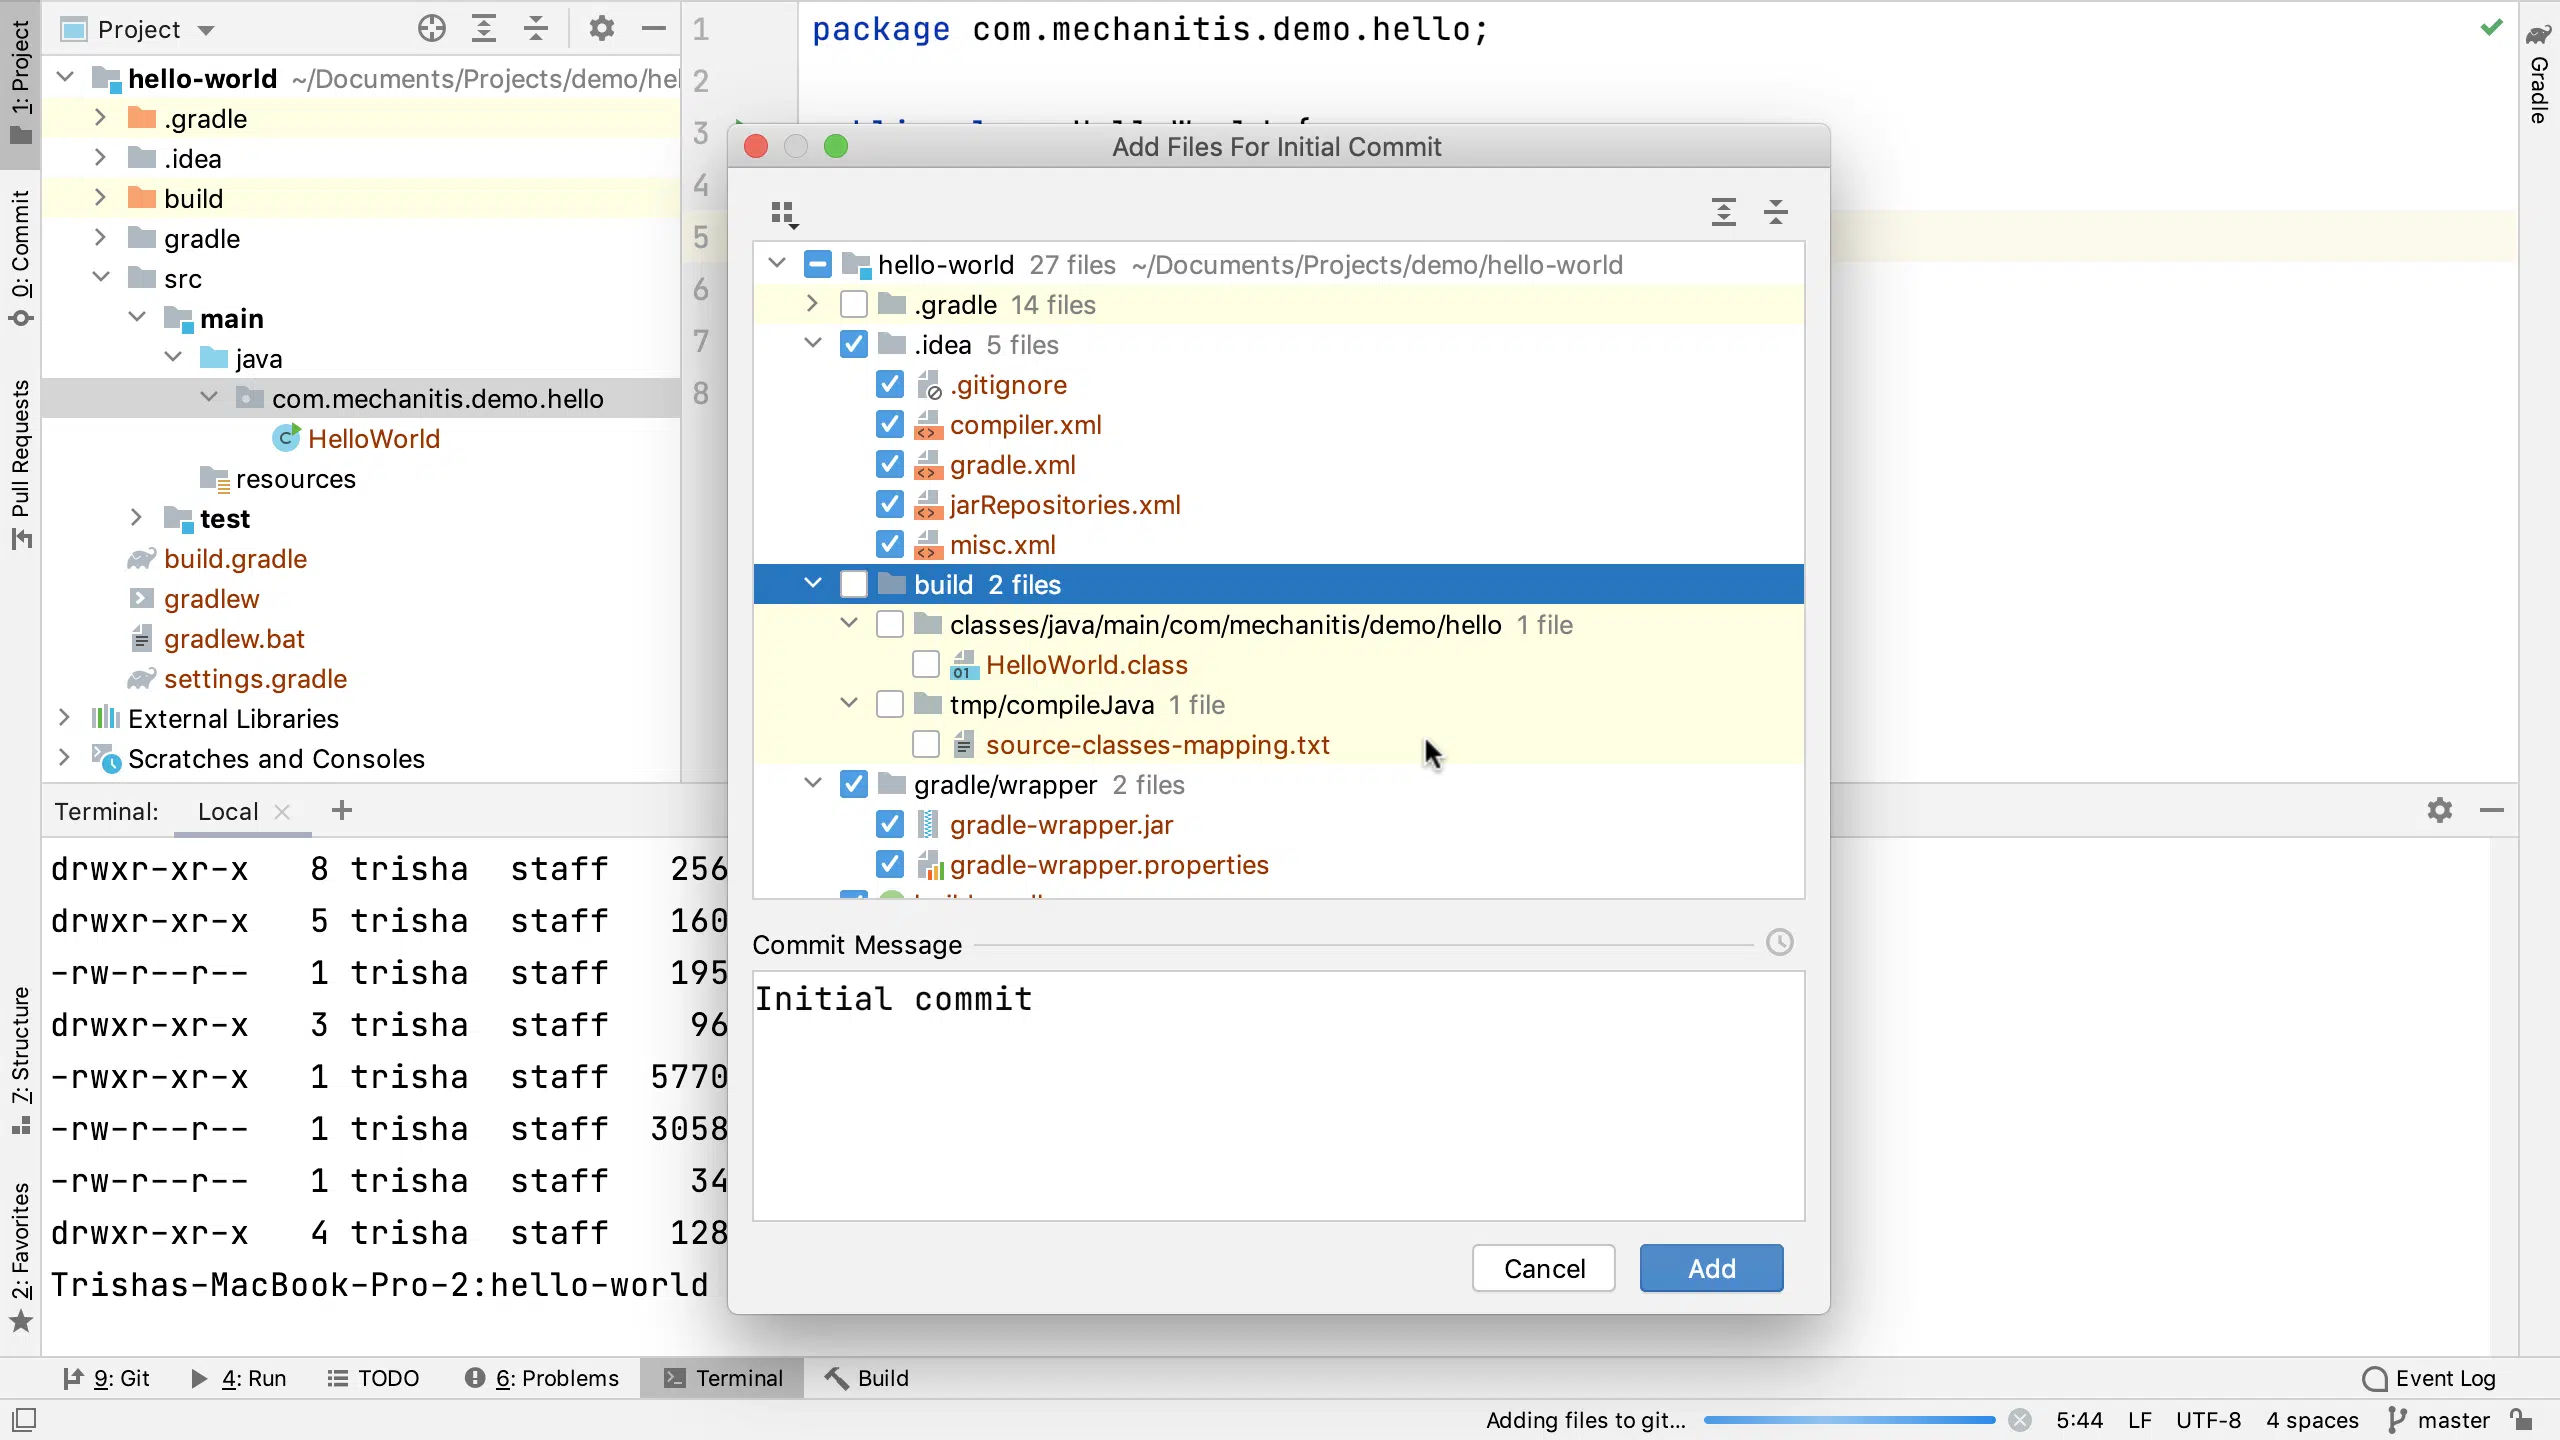 1: Project
0: Commit
Pull Requests
7: Structure
2: Favorites
Project
hello-world ~/Documents/Projects/demo/hel
.gradle
.idea
build
gradle
src
main
java
com.mechanitis.demo.hello
HelloWorld
resources
test
build.gradle
gradlew
gradlew.bat
settings.gradle
External Libraries
Scratches and Consoles
1
2
3
4
5
6
7
8
package com.mechanitis.demo.hello;
Gradle
Add Files For Initial Commit
hello-world 27 files ~/Documents/Projects/demo/hello-world
.gradle 14 files
.idea 5 files
.gitignore
compiler.xml
gradle.xml
jarRepositories.xml
misc.xml
build 2 files
classes/java/main/com/mechanitis/demo/hello 1 file
HelloWorld.class
tmp/compileJava 1 file
source-classes-mapping.txt
gradle/wrapper 2 files
gradle-wrapper.jar
gradle-wrapper.properties
Commit Message
Initial commit
Cancel
Add
Terminal: Local
drwxr-xr-x 8 trisha staff 256
drwxr-xr-x 5 trisha staff 160
-rw-r--r-- 1 trisha staff 195
drwxr-xr-x 3 trisha staff 96
-rwxr-xr-x 1 trisha staff 5770
-rw-r--r-- 1 trisha staff 3058
-rw-r--r-- 1 trisha staff 34
drwxr-xr-x 4 trisha staff 128
Trishas-MacBook-Pro-2:hello-world
9: Git 4: Run TODO 6: Problems Terminal Build Event Log
Adding files to git... 5:44 LF UTF-8 4 spaces master